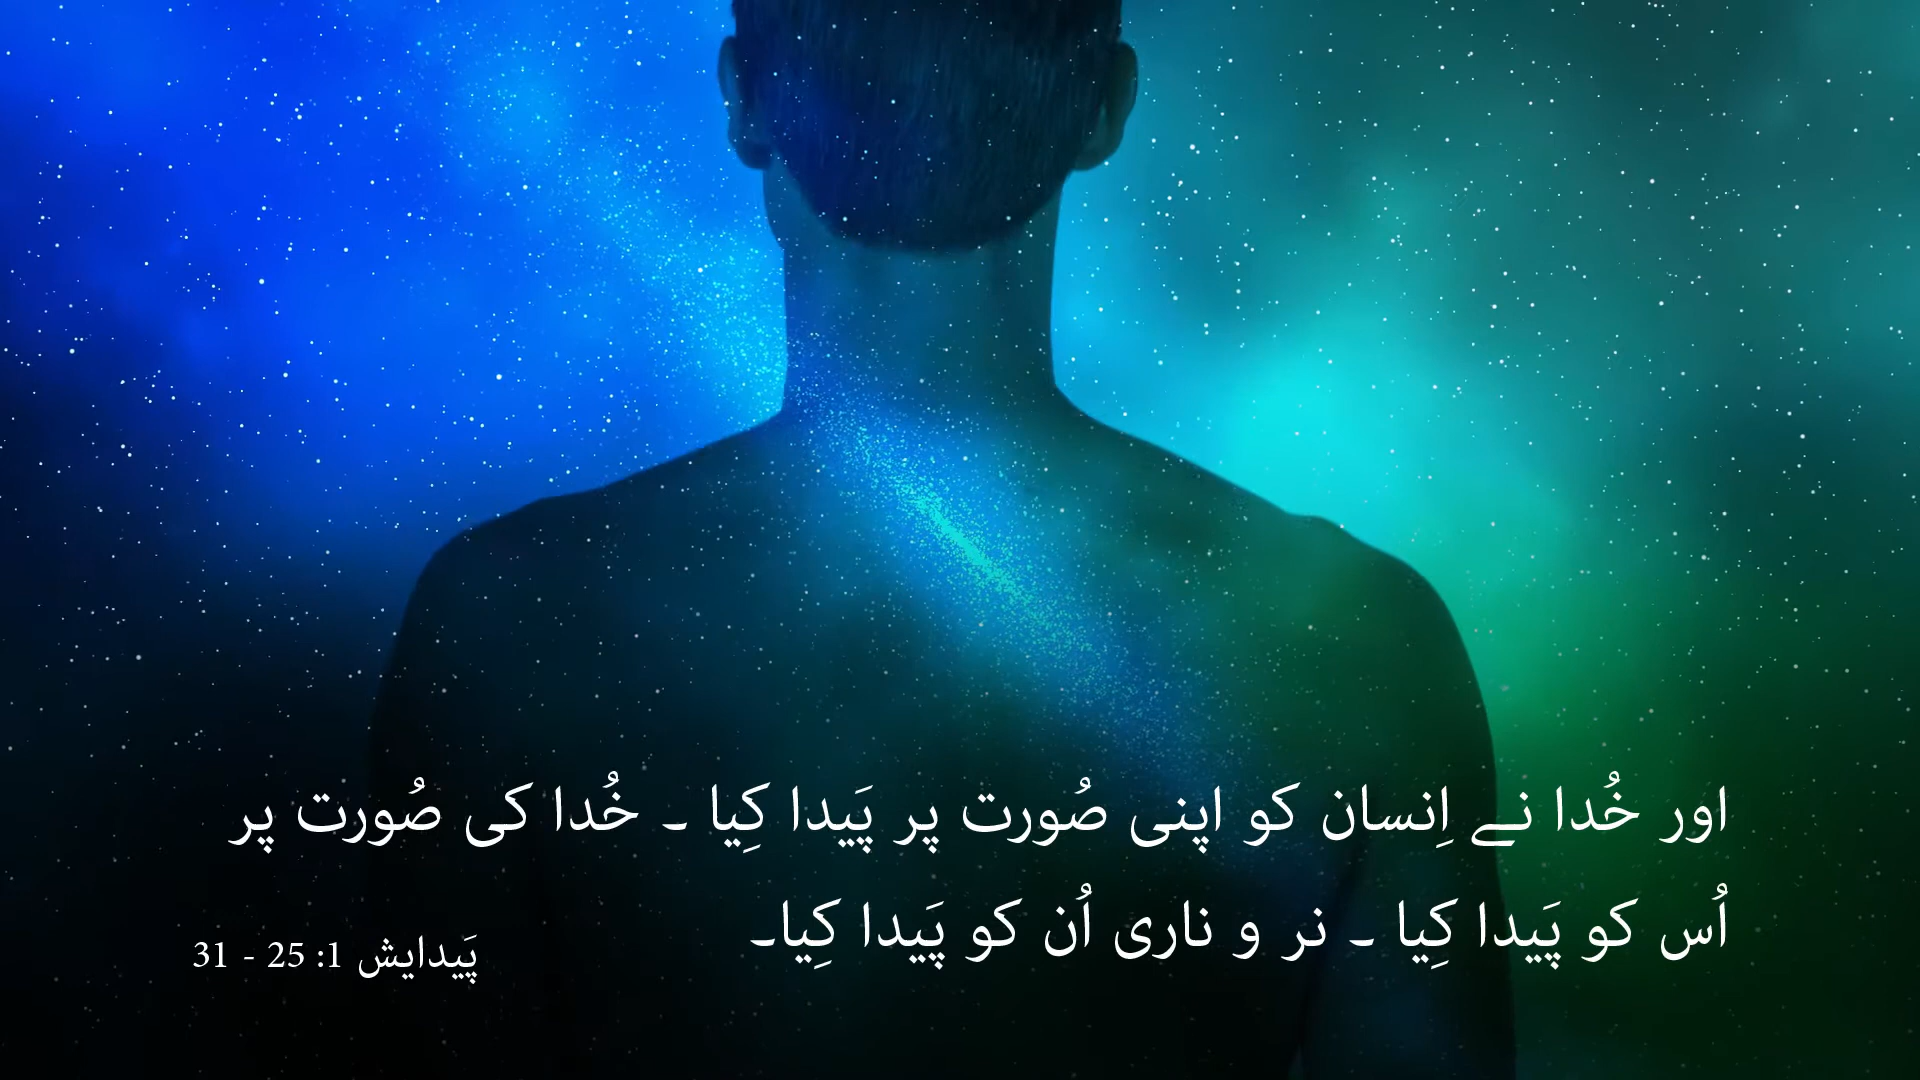 اور خُدا نے اِنسان کو اپنی صُورت پر پَیدا کِیا ۔ خُدا کی صُورت پر
اُس کو پَیدا کِیا ۔ نر و ناری اُن کو پَیدا کِیا۔
پَیدایش 1: 25 - 31